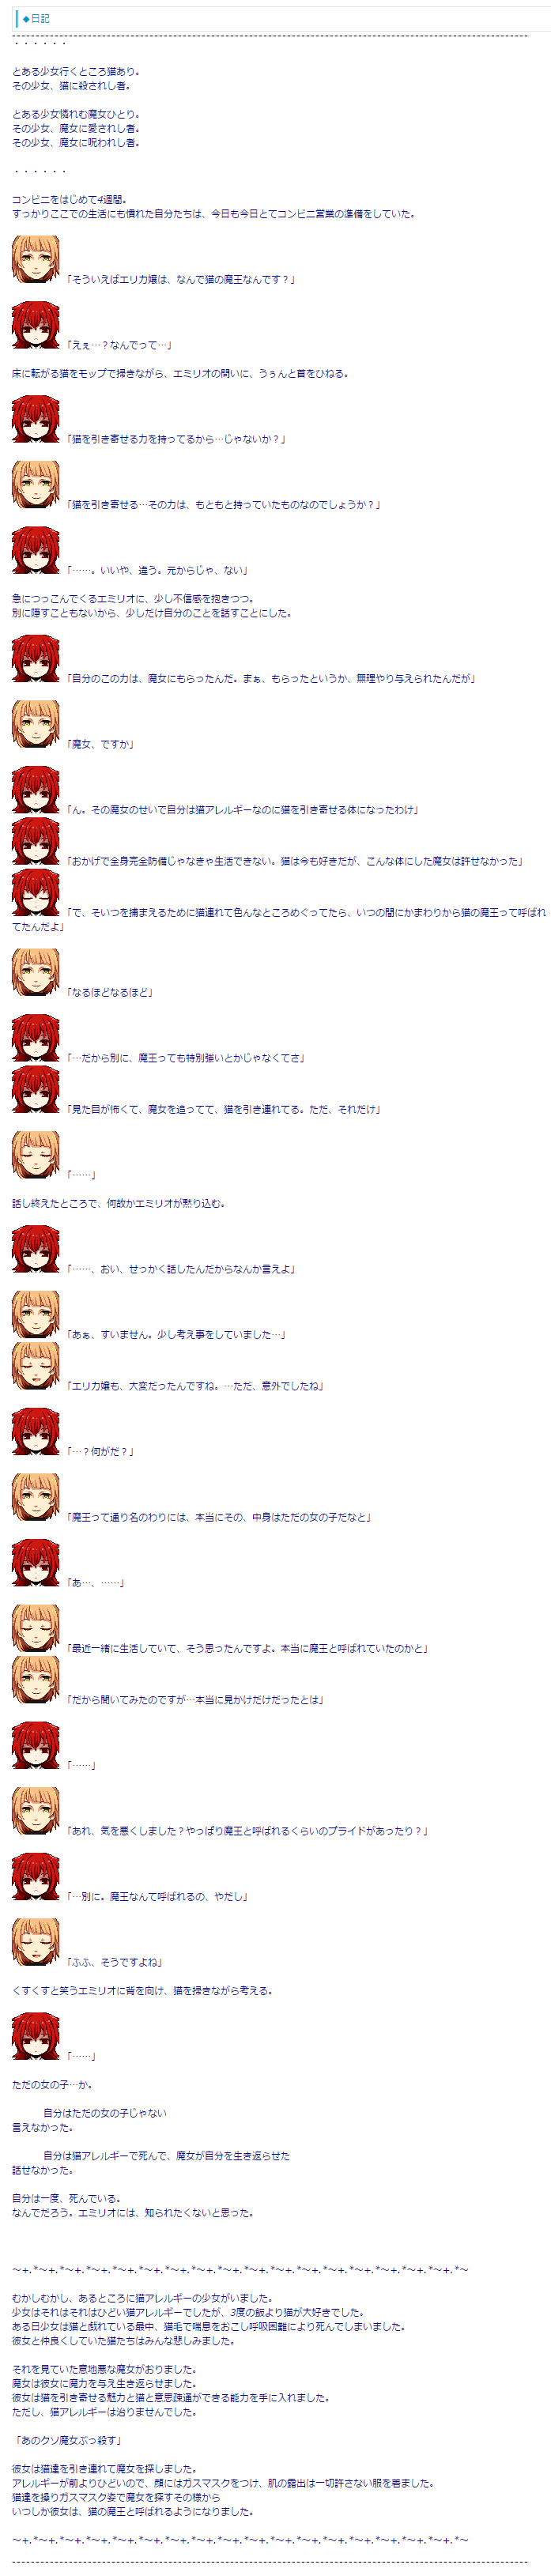 ◆日記
・・・・・・
とある少女行くところ猫あり。
その少女、猫に殺されし者。
とある少女憐れむ魔女ひとり。
その少女、魔女に愛されし者。
その少女、魔女に呪われし者。
・・・・・・
コンビニをはじめて4週間。
すっかりここでの生活にも慣れた自分たちは、今日も今日とてコンビニ営業の準備をしていた。
「そういえばエリカ嬢は、なんで猫の魔王なんです？」
「えぇ…？なんでって…」
床に転がる猫をモップで掃きながら、エミリオの問いに、うぅんと首をひねる。
「猫を引き寄せる力を持ってるから…じゃないか？」
「猫を引き寄せる…その力は、もともと持っていたものなのでしょうか？」
「……。いいや、違う。元からじゃ、ない」
急につっこんでくるエミリオに、少し不信感を抱きつつ。
別に隠すこともないから、少しだけ自分のことを話すことにした。
「自分のこの力は、魔女にもらったんだ。まぁ、もらったというか、無理やり与えられたんだが」
「魔女、ですか」
「ん。その魔女のせいで自分は猫アレルギーなのに猫を引き寄せる体になったわけ」
「おかげで全身完全防備じゃなきゃ生活できない。猫は今も好きだが、こんな体にした魔女は許せなかった」
「で、そいつを捕まえるために猫連れて色んなところめぐってたら、いつの間にかまわりから猫の魔王って呼ばれ
てたんだよ」
「なるほどなるほど」
「…だから別に、魔王っても特別強いとかじゃなくてさ」
「見た目が怖くて、魔女を追ってて、猫を引き連れてる。ただ、それだけ」
「……」
話し終えたところで、何故かエミリオが黙り込む。
「……、おい、せっかく話したんだからなんか言えよ」
「あぁ、すいません。少し考え事をしていました…」
「エリカ嬢も、大変だったんですね。…ただ、意外でしたね」
「…？何がだ？」
「魔王って通り名のわりには、本当にその、中身はただの女の子だなと」
「あ…、……」
「最近一緒に生活していて、そう思ったんですよ。本当に魔王と呼ばれていたのかと」
「だから聞いてみたのですが…本当に見かけだけだったとは」
「……」
「あれ、気を悪くしました？やっぱり魔王と呼ばれるくらいのプライドがあったり？」
「…別に。魔王なんて呼ばれるの、やだし」
「ふふ、そうですよね」
くすくすと笑うエミリオに背を向け、猫を掃きながら考える。
「……」
ただの女の子…か。
自分はただの女の子じゃない
言えなかった。
自分は猫アレルギーで死んで、魔女が自分を生き返らせた
話せなかった。
自分は一度、死んでいる。
なんでだろう。エミリオには、知られたくないと思った。
～+.*～+.*～+.*～+.*～+.*～+.*～+.*～+.*～+.*～+.*～+.*～+.*～+.*～+.*～+.*～+.*～+.*～
むかしむかし、あるところに猫アレルギーの少女がいました。
少女はそれはそれはひどい猫アレルギーでしたが、3度の飯より猫が大好きでした。
ある日少女は猫と戯れている最中、猫毛で喘息をおこし呼吸困難により死んでしまいました。
彼女と仲良くしていた猫たちはみんな悲しみました。
それを見ていた意地悪な魔女がおりました。
魔女は彼女に魔力を与え生き返らせました。
彼女は猫を引き寄せる魅力と猫と意思疎通ができる能力を手に入れました。
ただし、猫アレルギーは治りませんでした。
「あのクソ魔女ぶっ殺す」
彼女は猫達を引き連れて魔女を探しました。
アレルギーが前よりひどいので、顔にはガスマスクをつけ、肌の露出は一切許さない服を着ました。
猫達を操りガスマスク姿で魔女を探すその様から
いつしか彼女は、猫の魔王と呼ばれるようになりました。
～+.*～+.*～+.*～+.*～+.*～+.*～+.*～+.*～+.*～+.*～+.*～+.*～+.*～+.*～+.*～+.*～+.*～